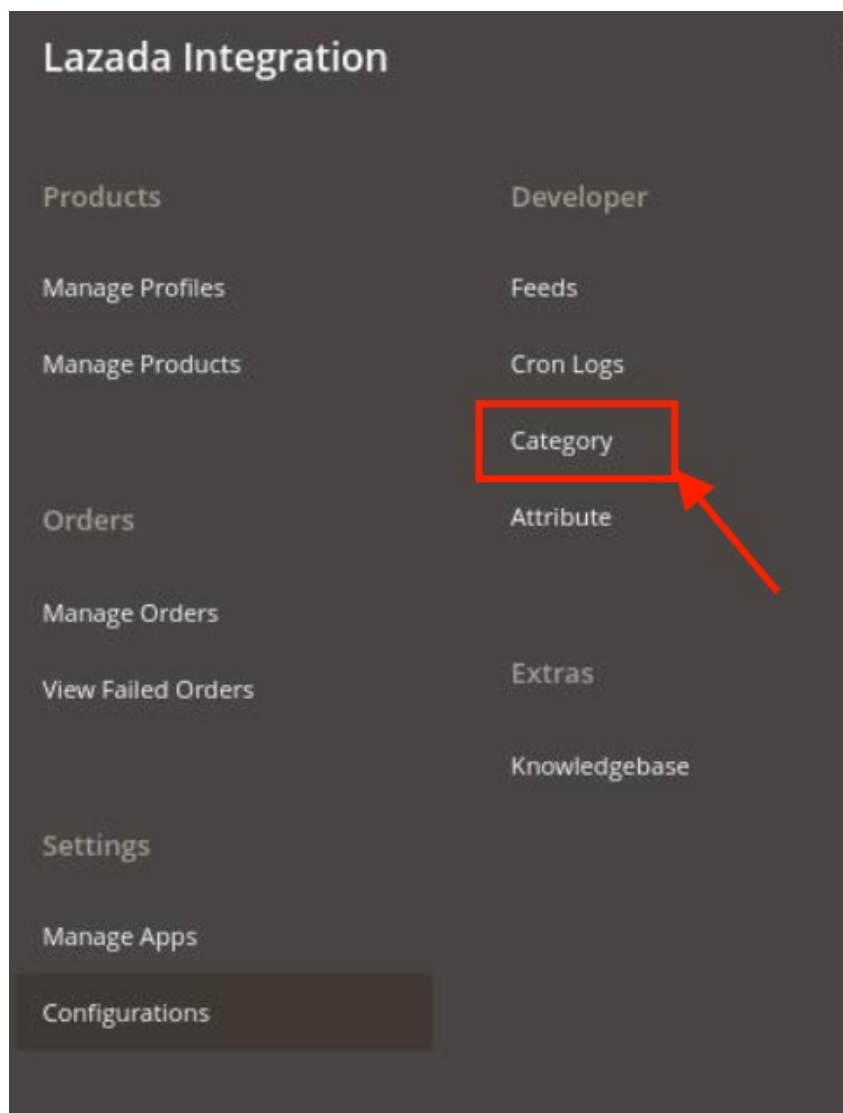 Lazada Integration
Products
Manage Profiles
Manage Products
Orders
Manage Orders
View Failed Orders
Settings
Manage Apps
Configurations
Developer
Feeds
Cron Logs
Category
Attribute
Extras
Knowledgebase